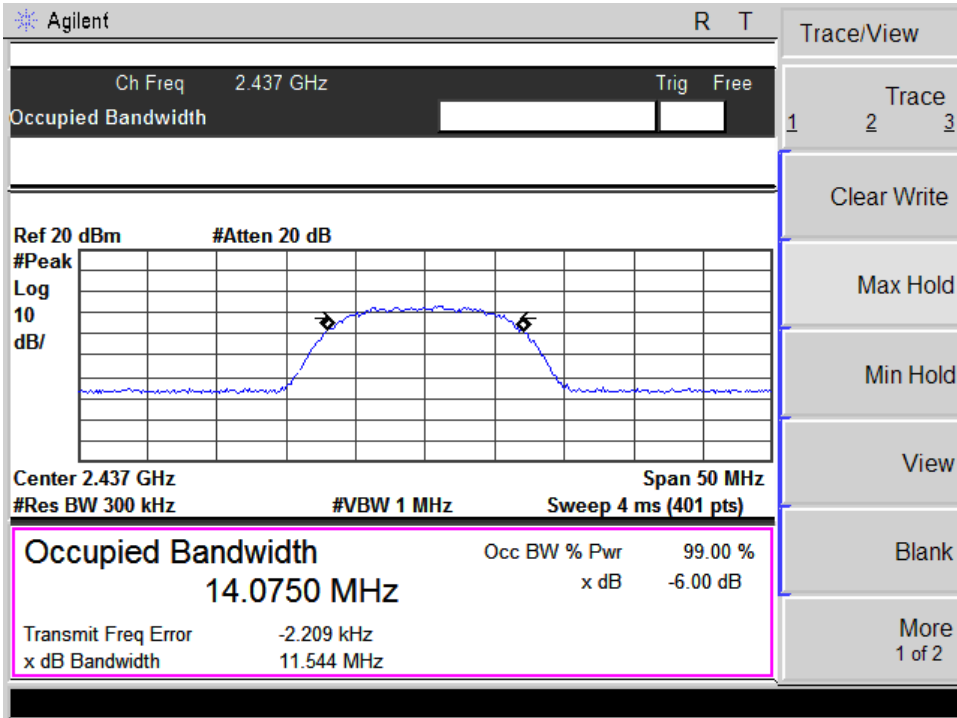 Agilent R T
Ch Freq 2.437 GHz Trig Free
Occupied Bandwidth
Ref 20 dBm #Atten 20 dB
#Peak
Log
10
dB/
Center 2.437 GHz Span 50 MHz
#Res BW 300 kHz #VBW 1 MHz Sweep 4 ms (401 pts)
Occupied Bandwidth Occ BW % Pwr 99.00 %
14.0750 MHz x dB -6.00 dB
Transmit Freq Error -2.209 kHz
x dB Bandwidth 11.544 MHz
Trace/View
Trace
1 2 3
Clear Write
Max Hold
Min Hold
View
Blank
More
1 of 2